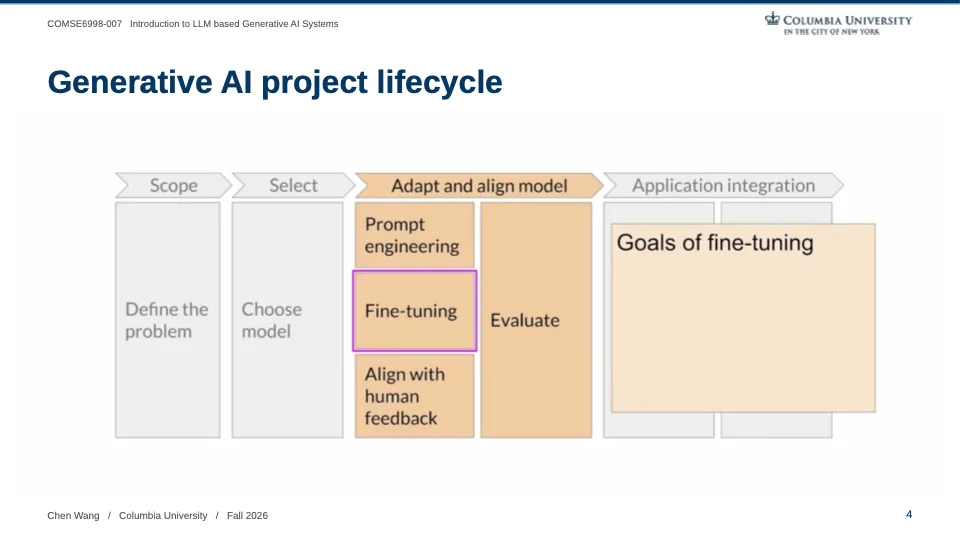 COMSE6998-007 Introduction to LLM based Generative AI Systems
COLUMBIA UNIVERSITY
IN THE CITY OF NEW YORK
Generative AI project lifecycle
Scope
Select
Adapt and align model
Application integration
Define the
problem
Choose
model
Prompt
engineering
Fine-tuning
Align with
human
feedback
Evaluate
Goals of fine-tuning
Chen Wang / Columbia University / Fall 2026
4